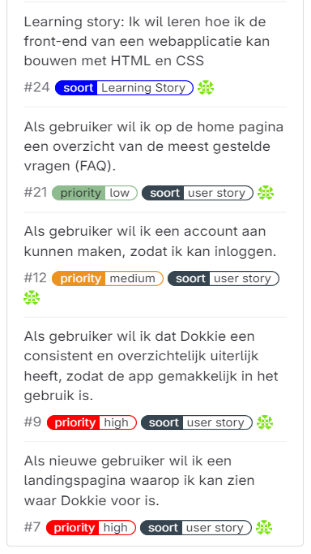 Learning story: Ik wil leren hoe ik de
front-end van een webapplicatie kan
bouwen met HTML en CSS
#24 soort Learning Story
Als gebruiker wil ik op de home pagina
een overzicht van de meest gestelde
vragen (FAQ).
#21 priority low soort user story
Als gebruiker wil ik een account aan
kunnen maken, zodat ik kan inloggen.
#12 priority medium soort user story
Als gebruiker wil ik dat Dokkie een
consistent en overzichtelijk uiterlijk
heeft, zodat de app gemakkelijk in het
gebruik is.
#9 priority high soort user story
Als nieuwe gebruiker wil ik een
landingspagina waarop ik kan zien
waar Dokkie voor is.
#7 priority high soort user story